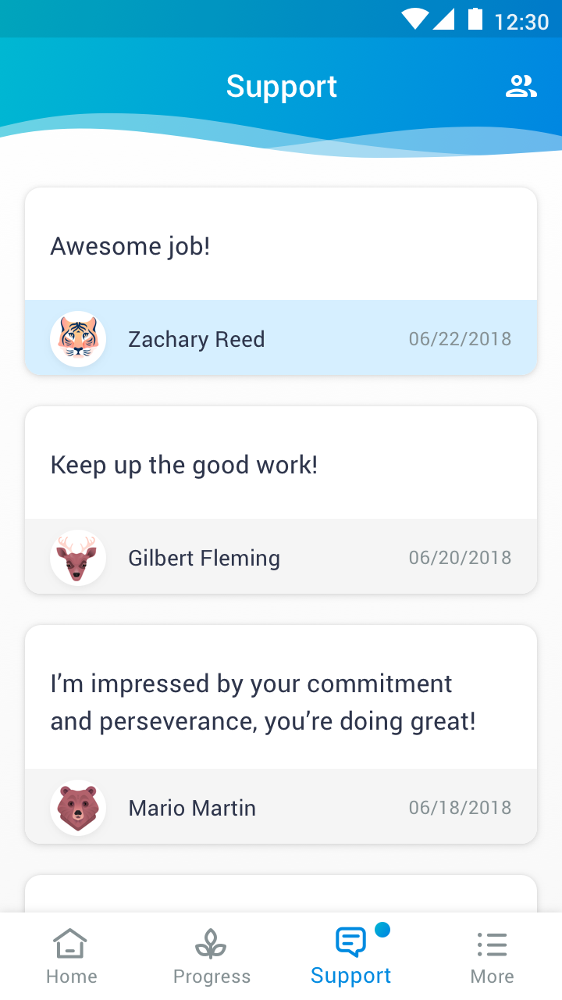 12:30
Support
Awesome job!
Zachary Reed 06/22/2018
Keep up the good work!
Gilbert Fleming 06/20/2018
I’m impressed by your commitment
and perseverance, you’re doing great!
Mario Martin 06/18/2018
Home Progress Support More